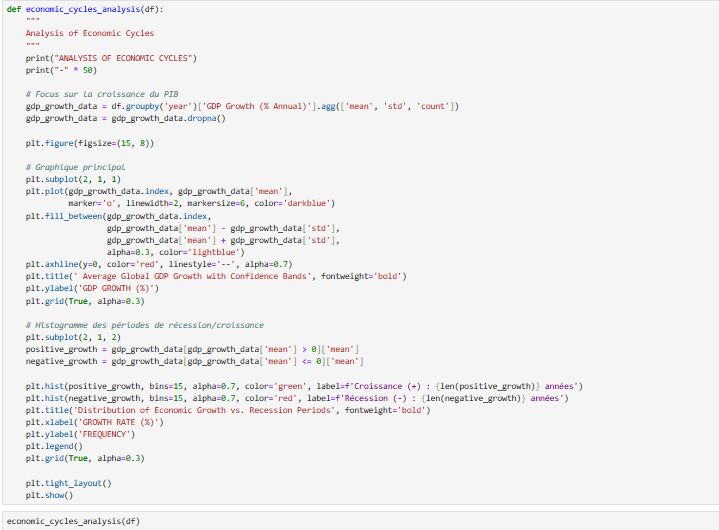 def economic_cycles_analysis(df):
    """
    Analysis of Economic Cycles
    """
    print("ANALYSIS OF ECONOMIC CYCLES")
    print("-" * 50)

    # Focus sur la croissance du PIB
    gdp_growth_data = df.groupby('year')['GDP Growth (% Annual)'].agg(['mean', 'std', 'count'])
    gdp_growth_data = gdp_growth_data.dropna()

    plt.figure(figsize=(15, 8))

    # Graphique principal
    plt.subplot(2, 1, 1)
    plt.plot(gdp_growth_data.index, gdp_growth_data['mean'],
             marker='o', linewidth=2, markersize=6, color='darkblue')
    plt.fill_between(gdp_growth_data.index,
                     gdp_growth_data['mean'] - gdp_growth_data['std'],
                     gdp_growth_data['mean'] + gdp_growth_data['std'],
                     alpha=0.3, color='lightblue')
    plt.axhline(y=0, color='red', linestyle='--', alpha=0.7)
    plt.title(' Average Global GDP Growth with Confidence Bands', fontweight='bold')
    plt.ylabel('GDP GROWTH (%)')
    plt.grid(True, alpha=0.3)

    # Histogramme des périodes de récession/croissance
    plt.subplot(2, 1, 2)
    positive_growth = gdp_growth_data[gdp_growth_data['mean'] > 0]['mean']
    negative_growth = gdp_growth_data[gdp_growth_data['mean'] <= 0]['mean']

    plt.hist(positive_growth, bins=15, alpha=0.7, color='green', label=f'Croissance (+) : {len(positive_growth)} années')
    plt.hist(negative_growth, bins=15, alpha=0.7, color='red', label=f'Récession (-) : {len(negative_growth)} années')
    plt.title('Distribution of Economic Growth vs. Recession Periods', fontweight='bold')
    plt.xlabel('GROWTH RATE (%)')
    plt.ylabel('FREQUENCY')
    plt.legend()
    plt.grid(True, alpha=0.3)

    plt.tight_layout()
    plt.show()

economic_cycles_analysis(df)